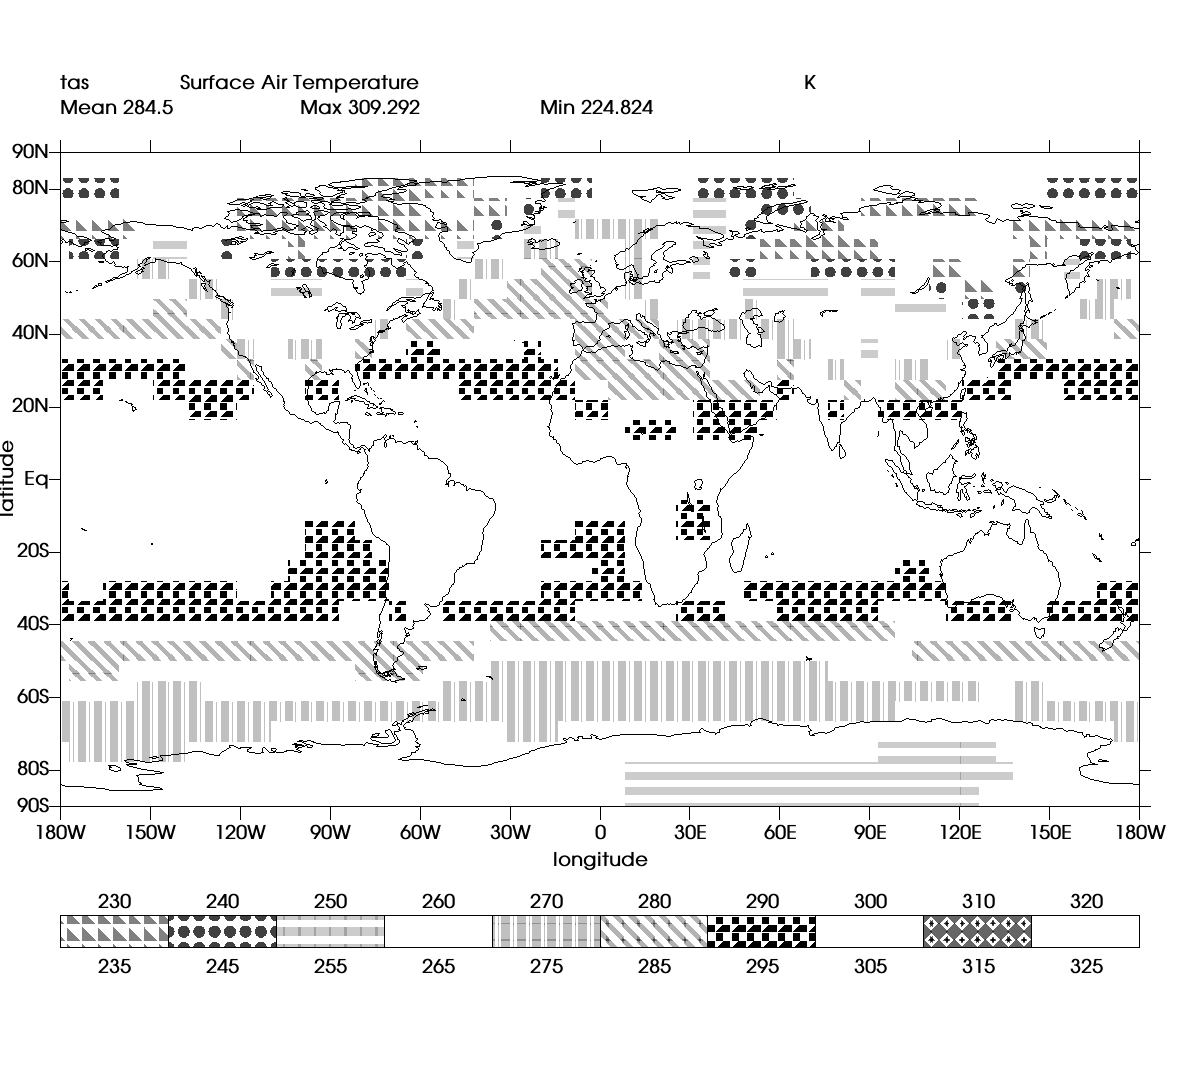 tas Surface Air Temperature K
Mean 284.5 Max 309.292 Min 224.824
90N
80N
60N
40N
20N
Eq
20S
40S
60S
80S
90S
latitude
180W 150W 120W 90W 60W 30W 0 30E 60E 90E 120E 150E 180W
longitude
230 240 250 260 270 280 290 300 310 320
235 245 255 265 275 285 295 305 315 325